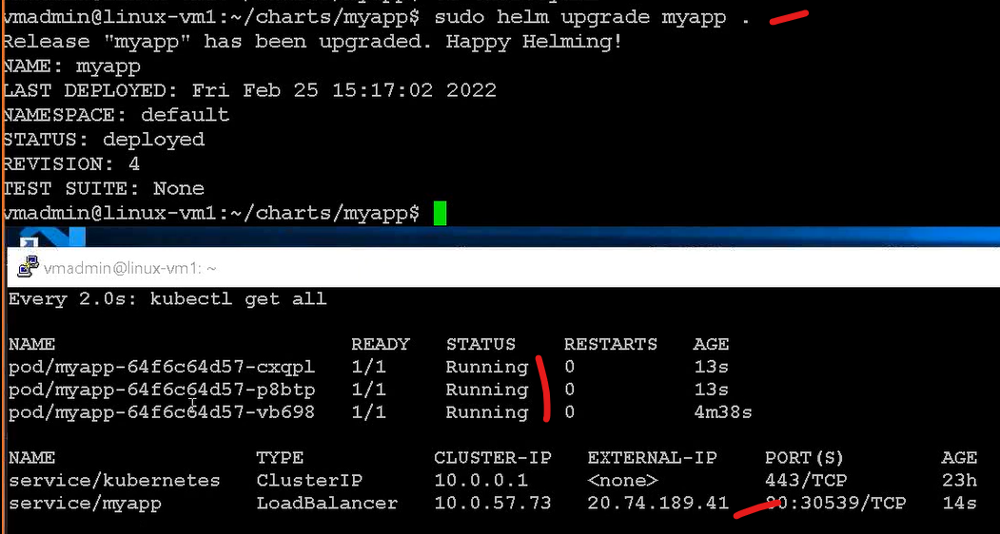 vmadmin@linux-vm1:~/charts/myapp$ sudo helm upgrade myapp .
Release "myapp" has been upgraded. Happy Helming!
NAME: myapp
LAST DEPLOYED: Fri Feb 25 15:17:02 2022
NAMESPACE: default
STATUS: deployed
REVISION: 4
TEST SUITE: None
vmadmin@linux-vm1:~/charts/myapp$
vmadmin@linux-vm1: ~
Every 2.0s: kubectl get all
NAME READY STATUS RESTARTS AGE
pod/myapp-64f6c64d57-cxqpl 1/1 Running 0 13s
pod/myapp-64f6c64d57-p8btp 1/1 Running 0 13s
pod/myapp-64f6c64d57-vb698 1/1 Running 0 4m38s
NAME TYPE CLUSTER-IP EXTERNAL-IP PORT(S) AGE
service/kubernetes ClusterIP 10.0.0.1 <none> 443/TCP 23h
service/myapp LoadBalancer 10.0.57.73 20.74.189.41 80:30539/TCP 14s